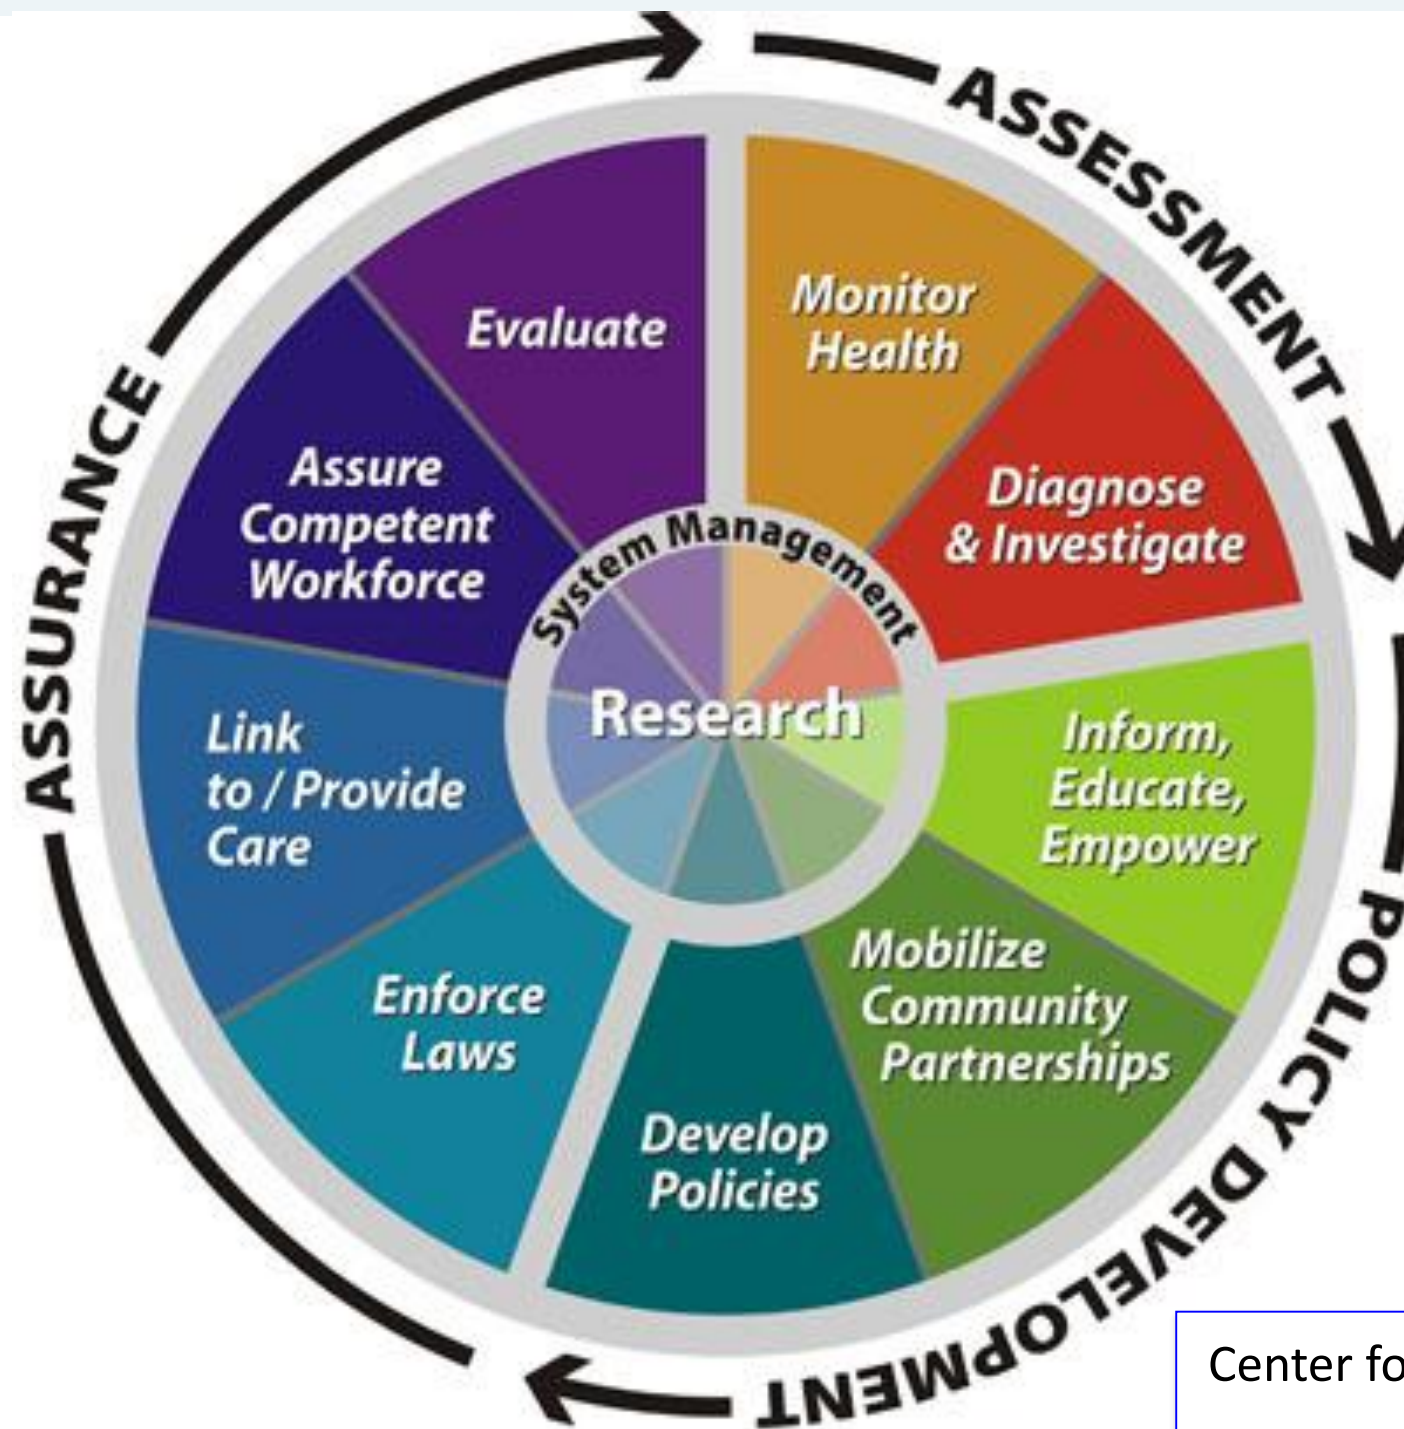 ASSESSMENT
POLICY DEVELOPMENT
ASSURANCE
Monitor
Health
Diagnose
& Investigate
Inform,
Educate,
Empower
Mobilize
Community
Partnerships
Develop
Policies
Enforce
Laws
Link
to / Provide
Care
Assure
Competent
Workforce
Evaluate
System Management
Research
Center